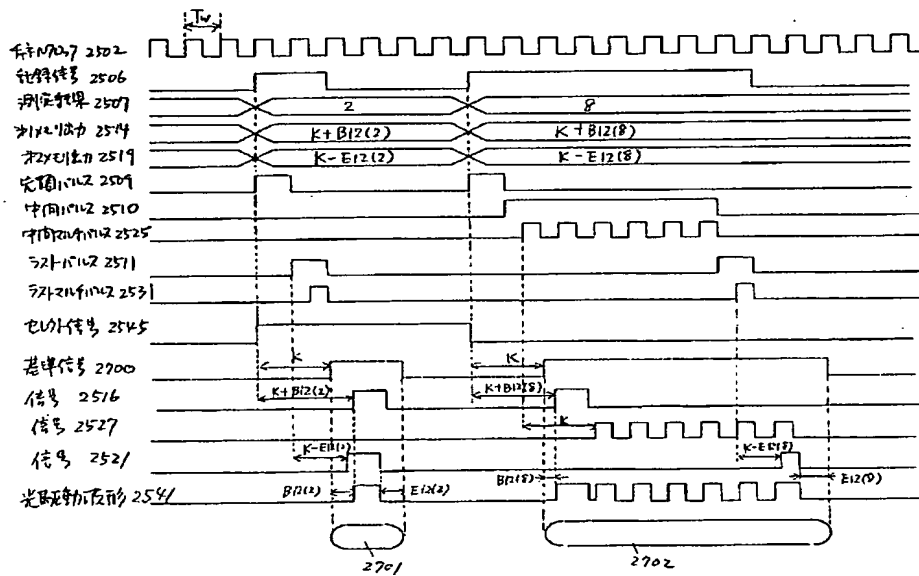 Tw
チャネルクロック 2502
記録信号 2506
測定結果 2507
2
8
オ1メモリ出力 2514
K+B12(2)
K+B12(8)
オ2メモリ出力 2519
K-E12(2)
K-E12(8)
先頭パルス 2509
中間パルス 2510
中間マルチパルス 2525
ラストパルス 2511
ラストマルチパルス 2531
セレクト信号 2545
K
K
基準信号 2700
K+B12(2)
K+B12(8)
信号 2516
K
信号 2527
K-E12(2)
K-E12(8)
信号 2521
B12(2)
E12(2)
B12(8)
E12(8)
光駆動波形 2541
2701
2702